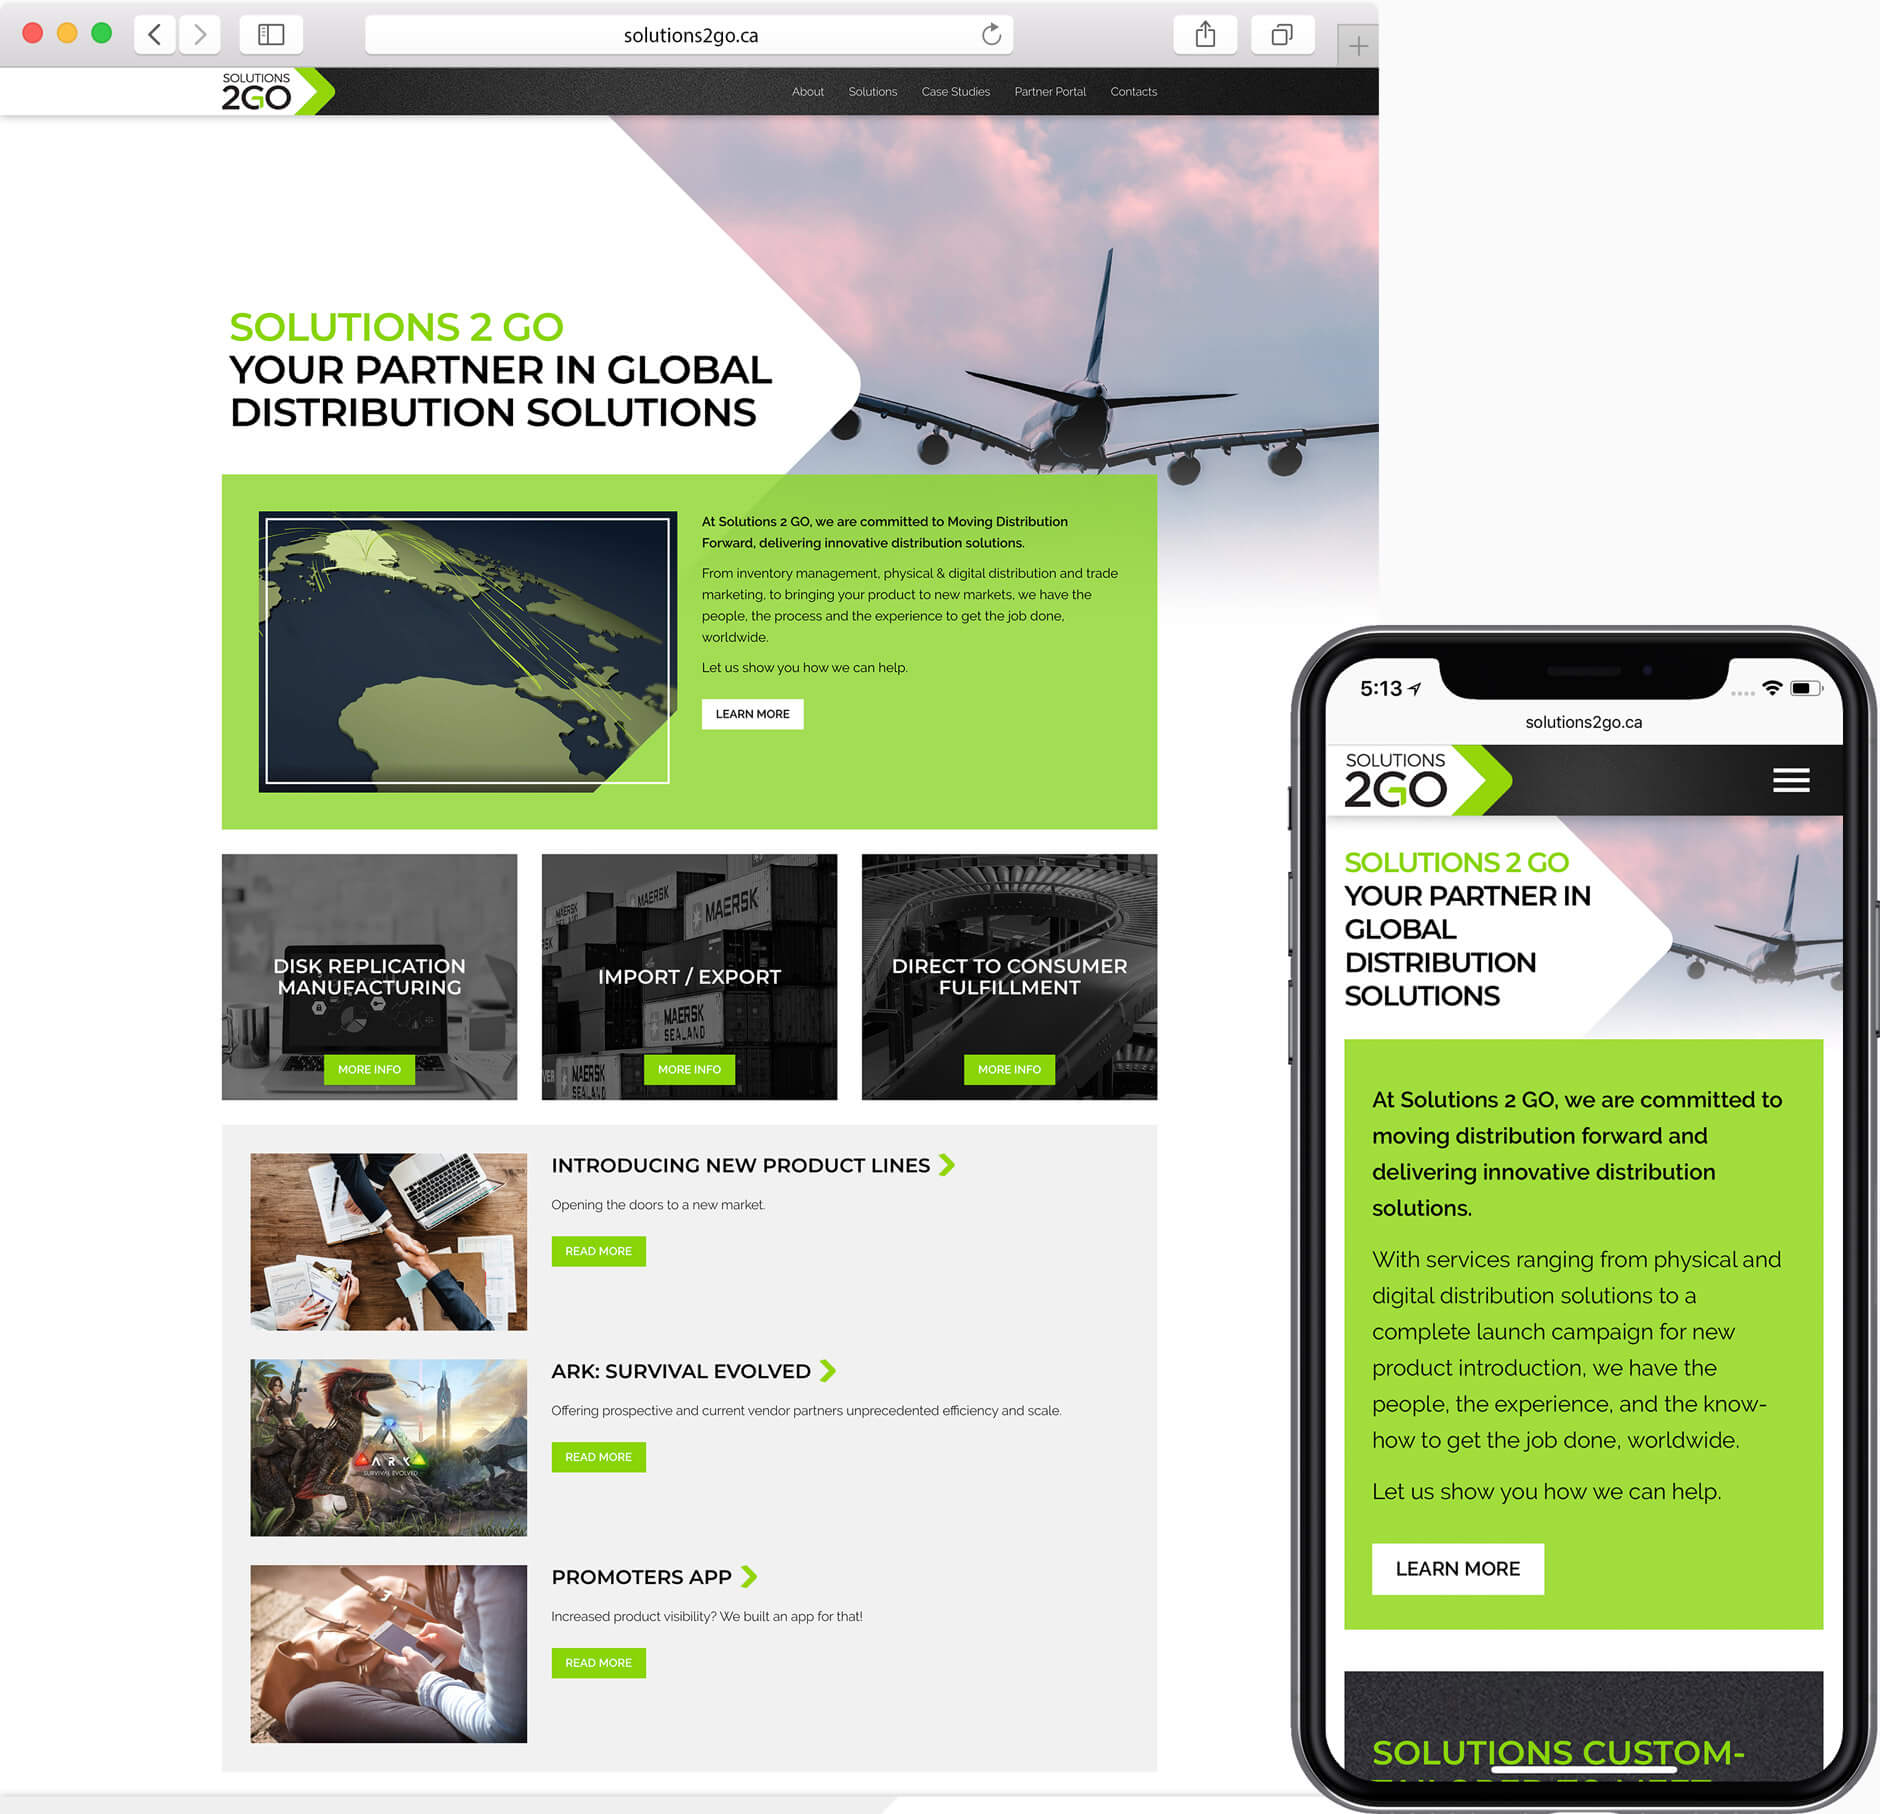 solutions2go.ca
SOLUTIONS
2GO
About Solutions Case Studies Partner Portal Contacts
SOLUTIONS 2 GO
YOUR PARTNER IN GLOBAL
DISTRIBUTION SOLUTIONS
At Solutions 2 GO, we are committed to Moving Distribution
Forward, delivering innovative distribution solutions.
From inventory management, physical & digital distribution and trade
marketing, to bringing your product to new markets, we have the
people, the process and the experience to get the job done,
worldwide.
Let us show you how we can help.
LEARN MORE
DISK REPLICATION
MANUFACTURING
MORE INFO
MAERSK
MAERSK
MAERSK
IMPORT / EXPORT
MAERSK
SEALAND
MAERSK
SEALAND
MORE INFO
DIRECT TO CONSUMER
FULFILLMENT
MORE INFO
INTRODUCING NEW PRODUCT LINES
Opening the doors to a new market.
READ MORE
ARK: SURVIVAL EVOLVED
Offering prospective and current vendor partners unprecedented efficiency and scale.
READ MORE
ARK
SURVIVAL EVOLVED
PROMOTERS APP
Increased product visibility? We built an app for that!
READ MORE
5:13
solutions2go.ca
SOLUTIONS
2GO
SOLUTIONS 2 GO
YOUR PARTNER IN
GLOBAL
DISTRIBUTION
SOLUTIONS
At Solutions 2 GO, we are committed to
moving distribution forward and
delivering innovative distribution
solutions.
With services ranging from physical and
digital distribution solutions to a
complete launch campaign for new
product introduction, we have the
people, the experience, and the know-
how to get the job done, worldwide.
Let us show you how we can help.
LEARN MORE
SOLUTIONS CUSTOM-